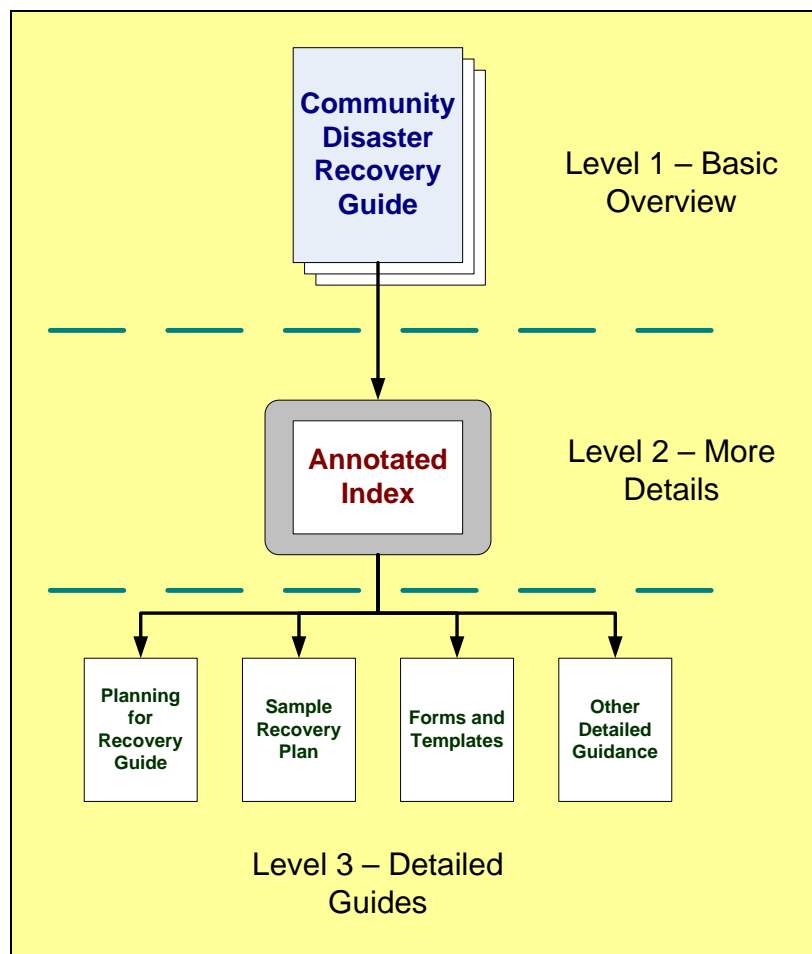 Community
Disaster
Recovery
Guide
Level 1 – Basic
Overview
Annotated
Index
Level 2 – More
Details
Planning
for
Recovery
Guide
Sample
Recovery
Plan
Forms and
Templates
Other
Detailed
Guidance
Level 3 – Detailed
Guides